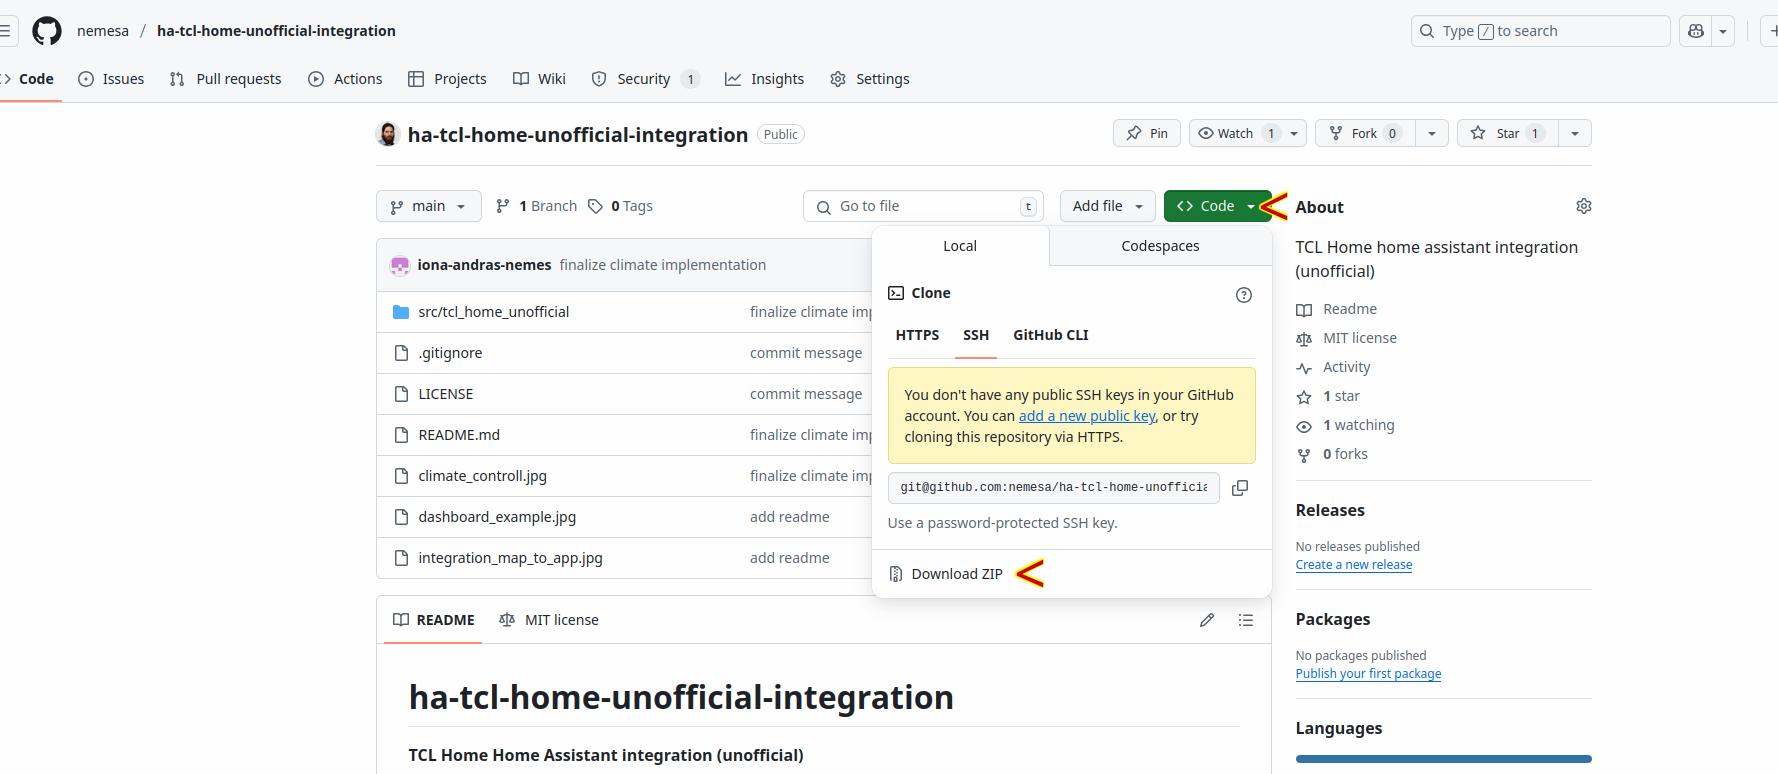 nemesa / ha-tcl-home-unofficial-integration
Type / to search
Code Issues Pull requests Actions Projects Wiki Security 1 Insights Settings
ha-tcl-home-unofficial-integration Public
Pin Watch 1 Fork 0 Star 1
main 1 Branch 0 Tags Go to file t Add file Code
iona-andras-nemes finalize climate implementation
src/tcl_home_unofficial finalize climate imp
.gitignore commit message
LICENSE commit message
README.md finalize climate imp
climate_controll.jpg finalize climate imp
dashboard_example.jpg add readme
integration_map_to_app.jpg add readme
Local Codespaces
Clone
HTTPS SSH GitHub CLI
You don't have any public SSH keys in your GitHub
account. You can add a new public key, or try
cloning this repository via HTTPS.
git@github.com:nemesa/ha-tcl-home-unofficia
Use a password-protected SSH key.
Download ZIP
README MIT license
ha-tcl-home-unofficial-integration
TCL Home Home Assistant integration (unofficial)
About
TCL Home home assistant integration
(unofficial)
Readme
MIT license
Activity
1 star
1 watching
0 forks
Releases
No releases published
Create a new release
Packages
No packages published
Publish your first package
Languages